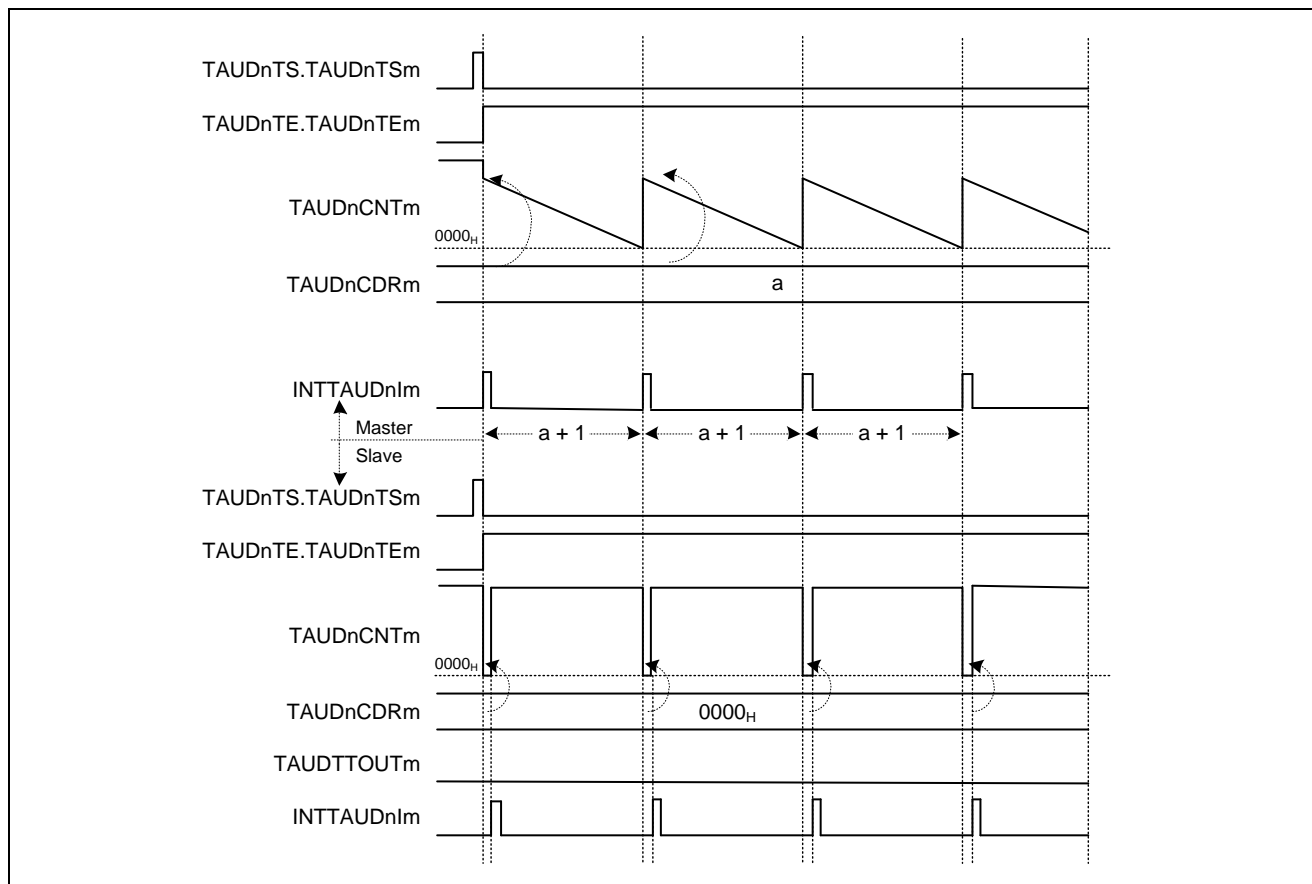 TAUDnTS.TAUDnTSm
TAUDnTE.TAUDnTEm
TAUDnCNTm
0000H
TAUDnCDRm
a
INTTAUDnIm
Master
a + 1 a + 1 a + 1
Slave
TAUDnTS.TAUDnTSm
TAUDnTE.TAUDnTEm
TAUDnCNTm
0000H
TAUDnCDRm
0000H
TAUDTTOUTm
INTTAUDnIm